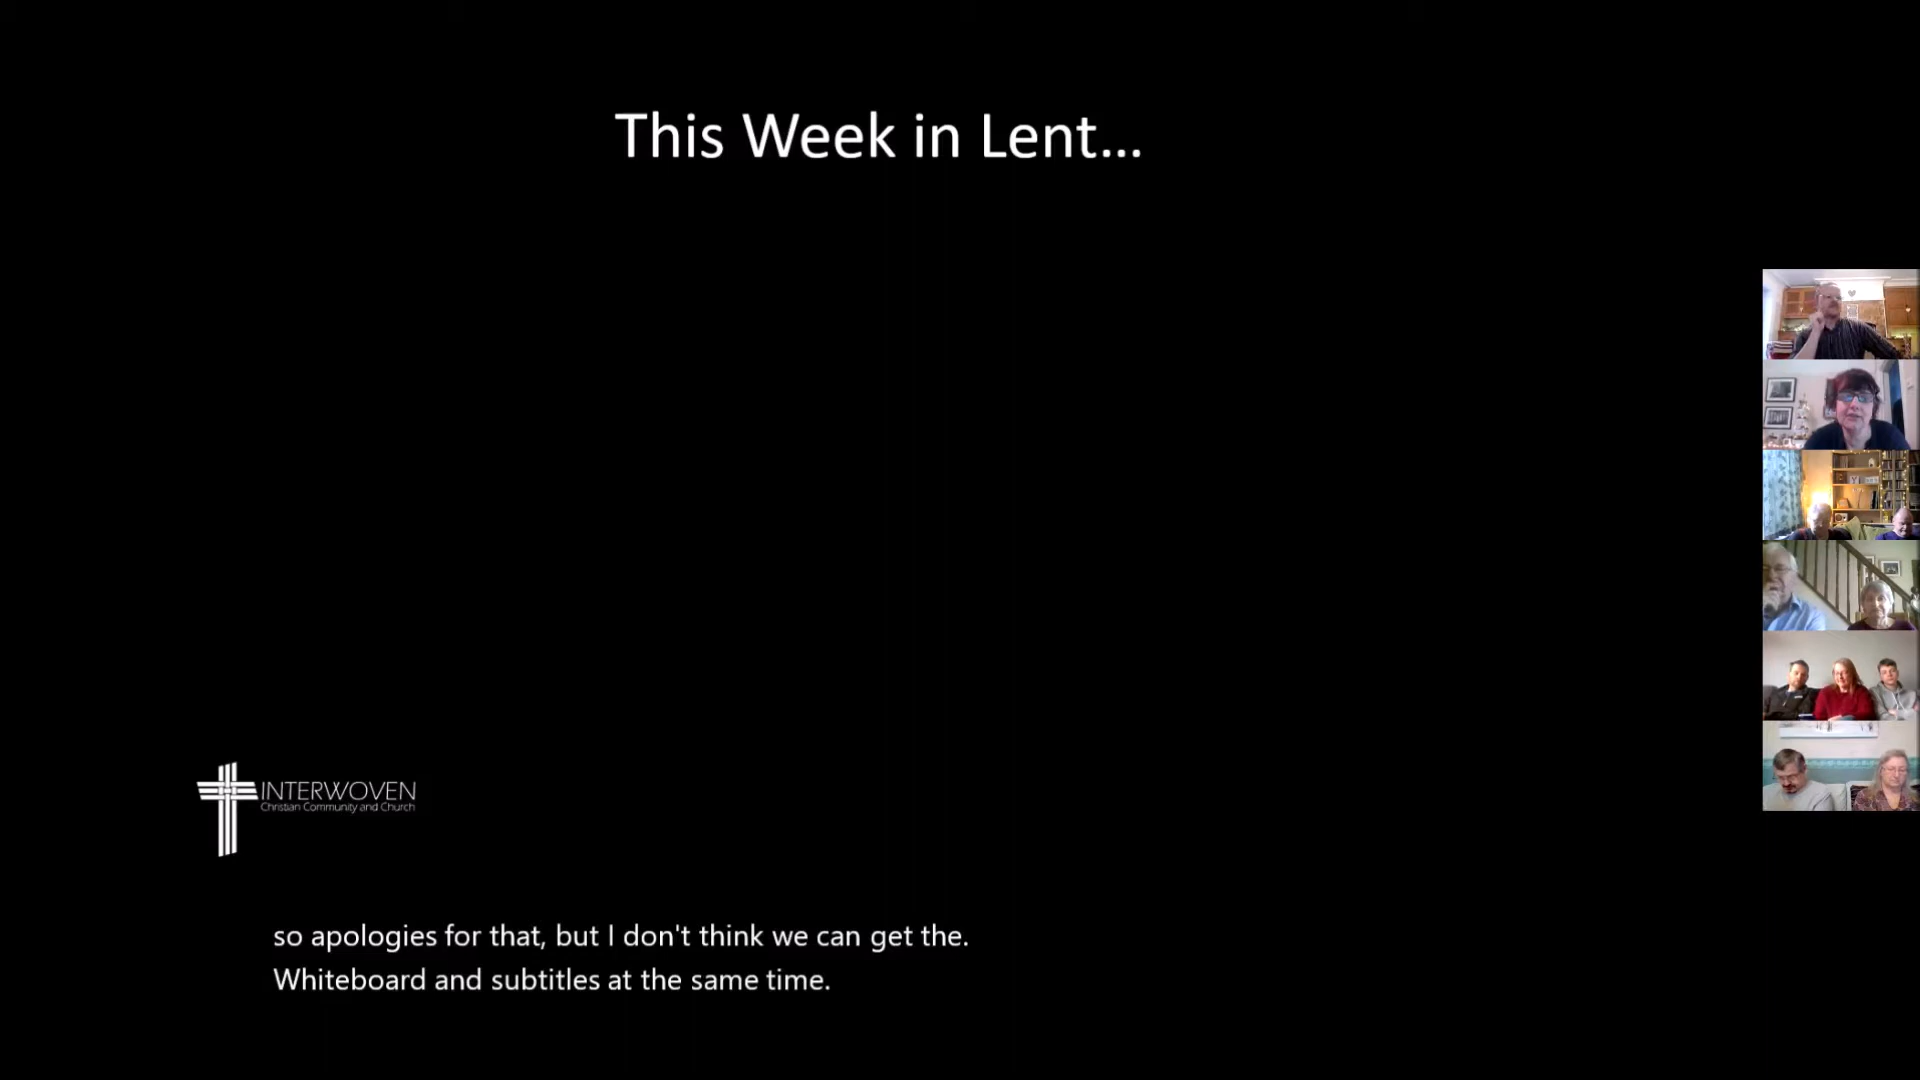 This Week in Lent...
INTERWOVEN
Christian Community and Church
so apologies for that, but I don't think we can get the.
Whiteboard and subtitles at the same time.